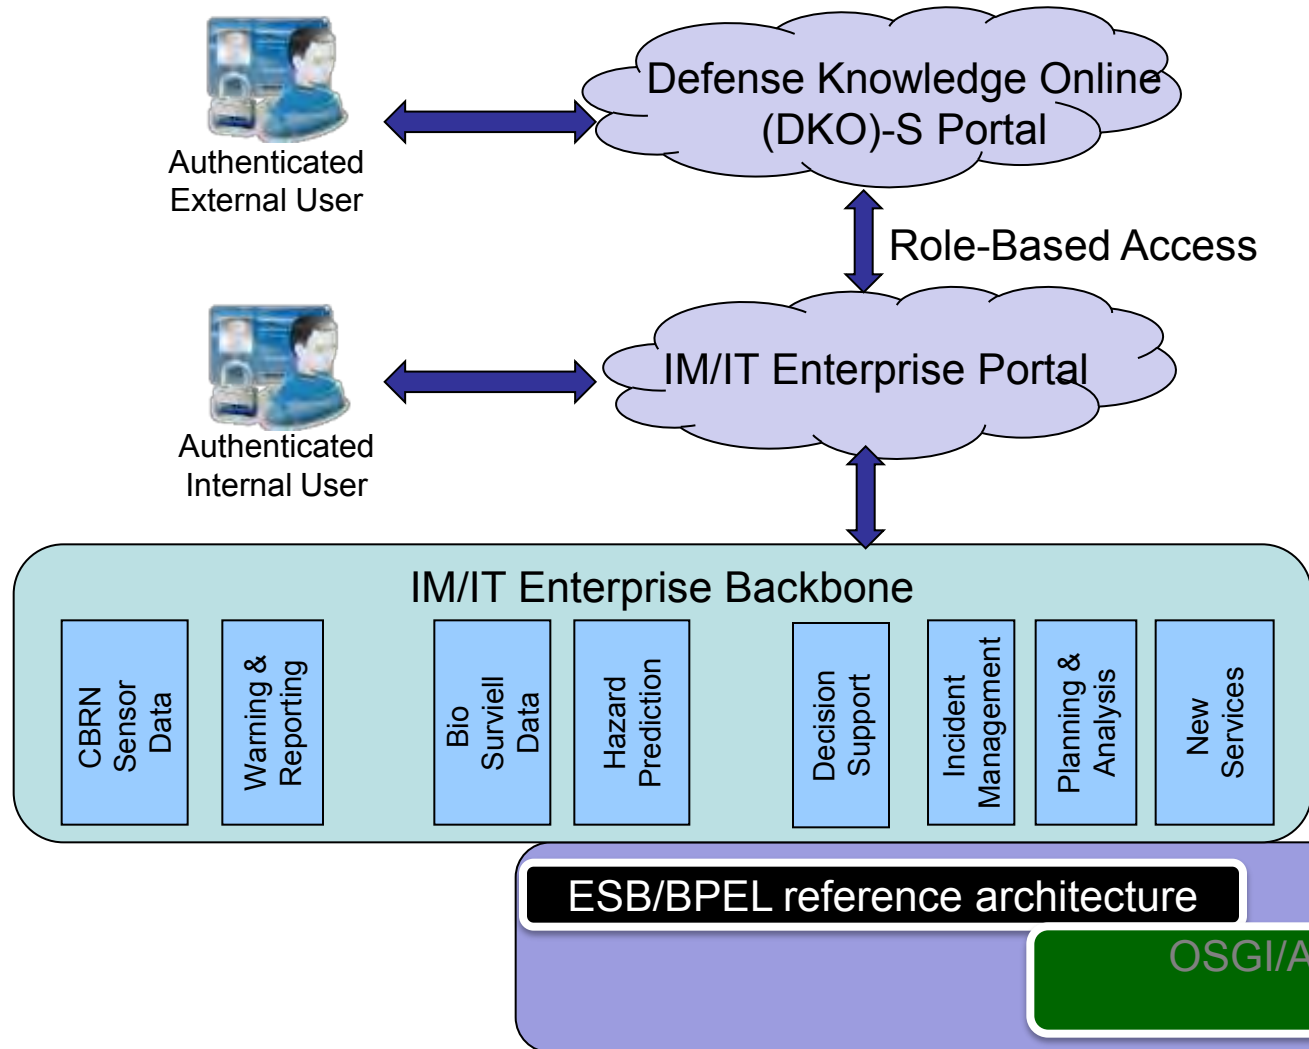 Defense Knowledge Online
(DKO)-S Portal
Authenticated
External User
Role-Based Access
IM/IT Enterprise Portal
Authenticated
Internal User
IM/IT Enterprise Backbone
CBRN
Sensor
Data
Warning &
Reporting
Bio
Surviell
Data
Hazard
Prediction
Decision
Support
Incident
Management
Planning &
Analysis
New
Services
ESB/BPEL reference architecture
OSGI/A